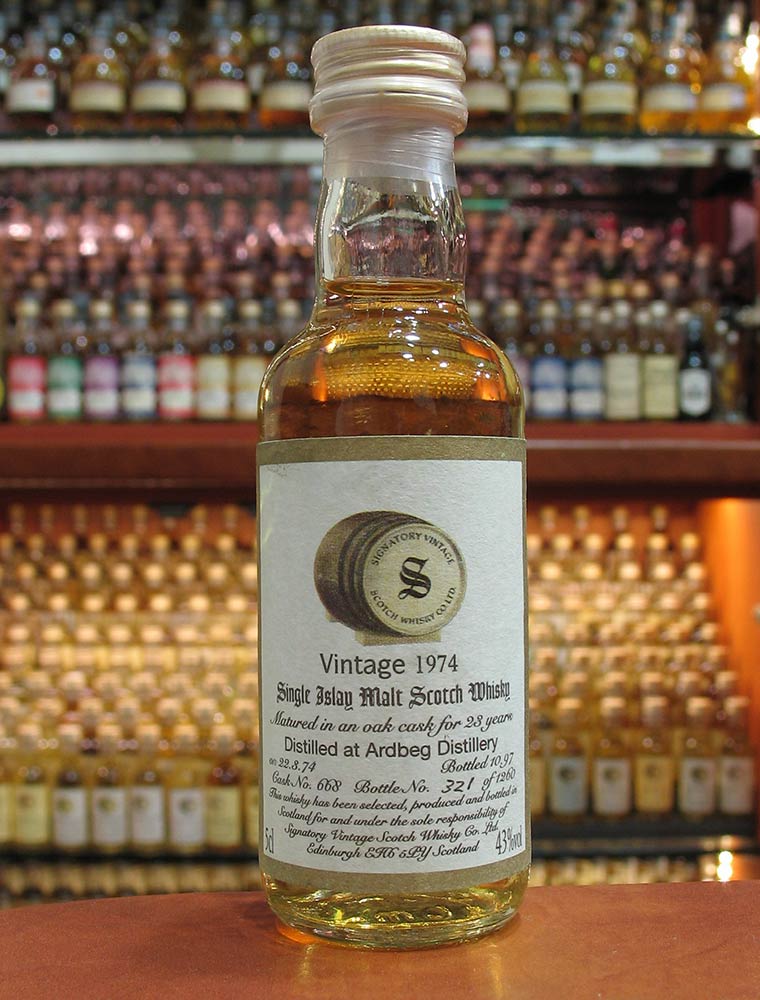 SIGNATORY VINTAGE
S
SCOTCH WHISKY CO. LTD.
Vintage 1974
Single Islay Malt Scotch Whisky
Matured in an oak cask for 23 years
Distilled at Ardbeg Distillery
on 22.3.74 Bottled 10.97
Cask No. 668 Bottle No. 321 of 1260
This whisky has been selected, produced and bottled in
Scotland for and under the sole responsibility of
Signatory Vintage Scotch Whisky Co. Ltd.
5cl Edinburgh EH6 5PY Scotland 43%vol